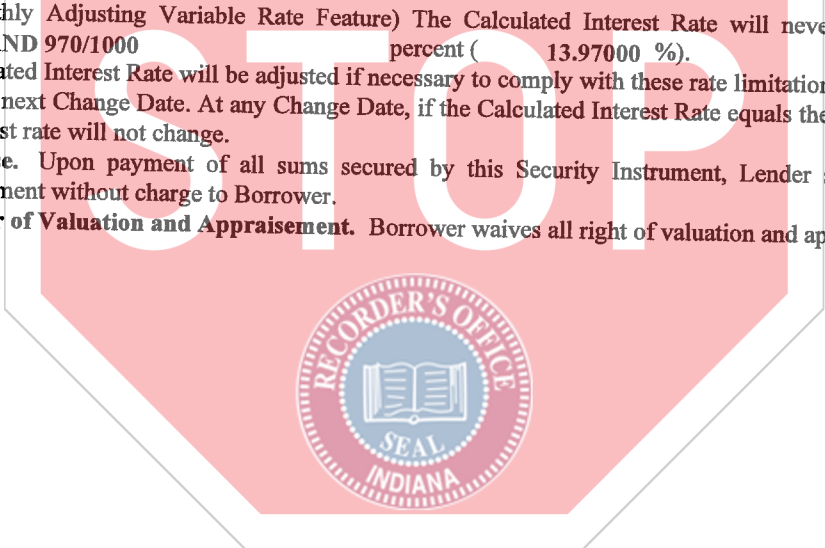 hly Adjusting Variable Rate Feature) The Calculated Interest Rate will neve
ND 970/1000 percent ( 13.97000 %).
ated Interest Rate will be adjusted if necessary to comply with these rate limitation
next Change Date. At any Change Date, if the Calculated Interest Rate equals the
st rate will not change.
e. Upon payment of all sums secured by this Security Instrument, Lender
ment without charge to Borrower.
r of Valuation and Appraisement. Borrower waives all right of valuation and ap
STOP
RECORDER'S OFFICE
SEAL
INDIANA